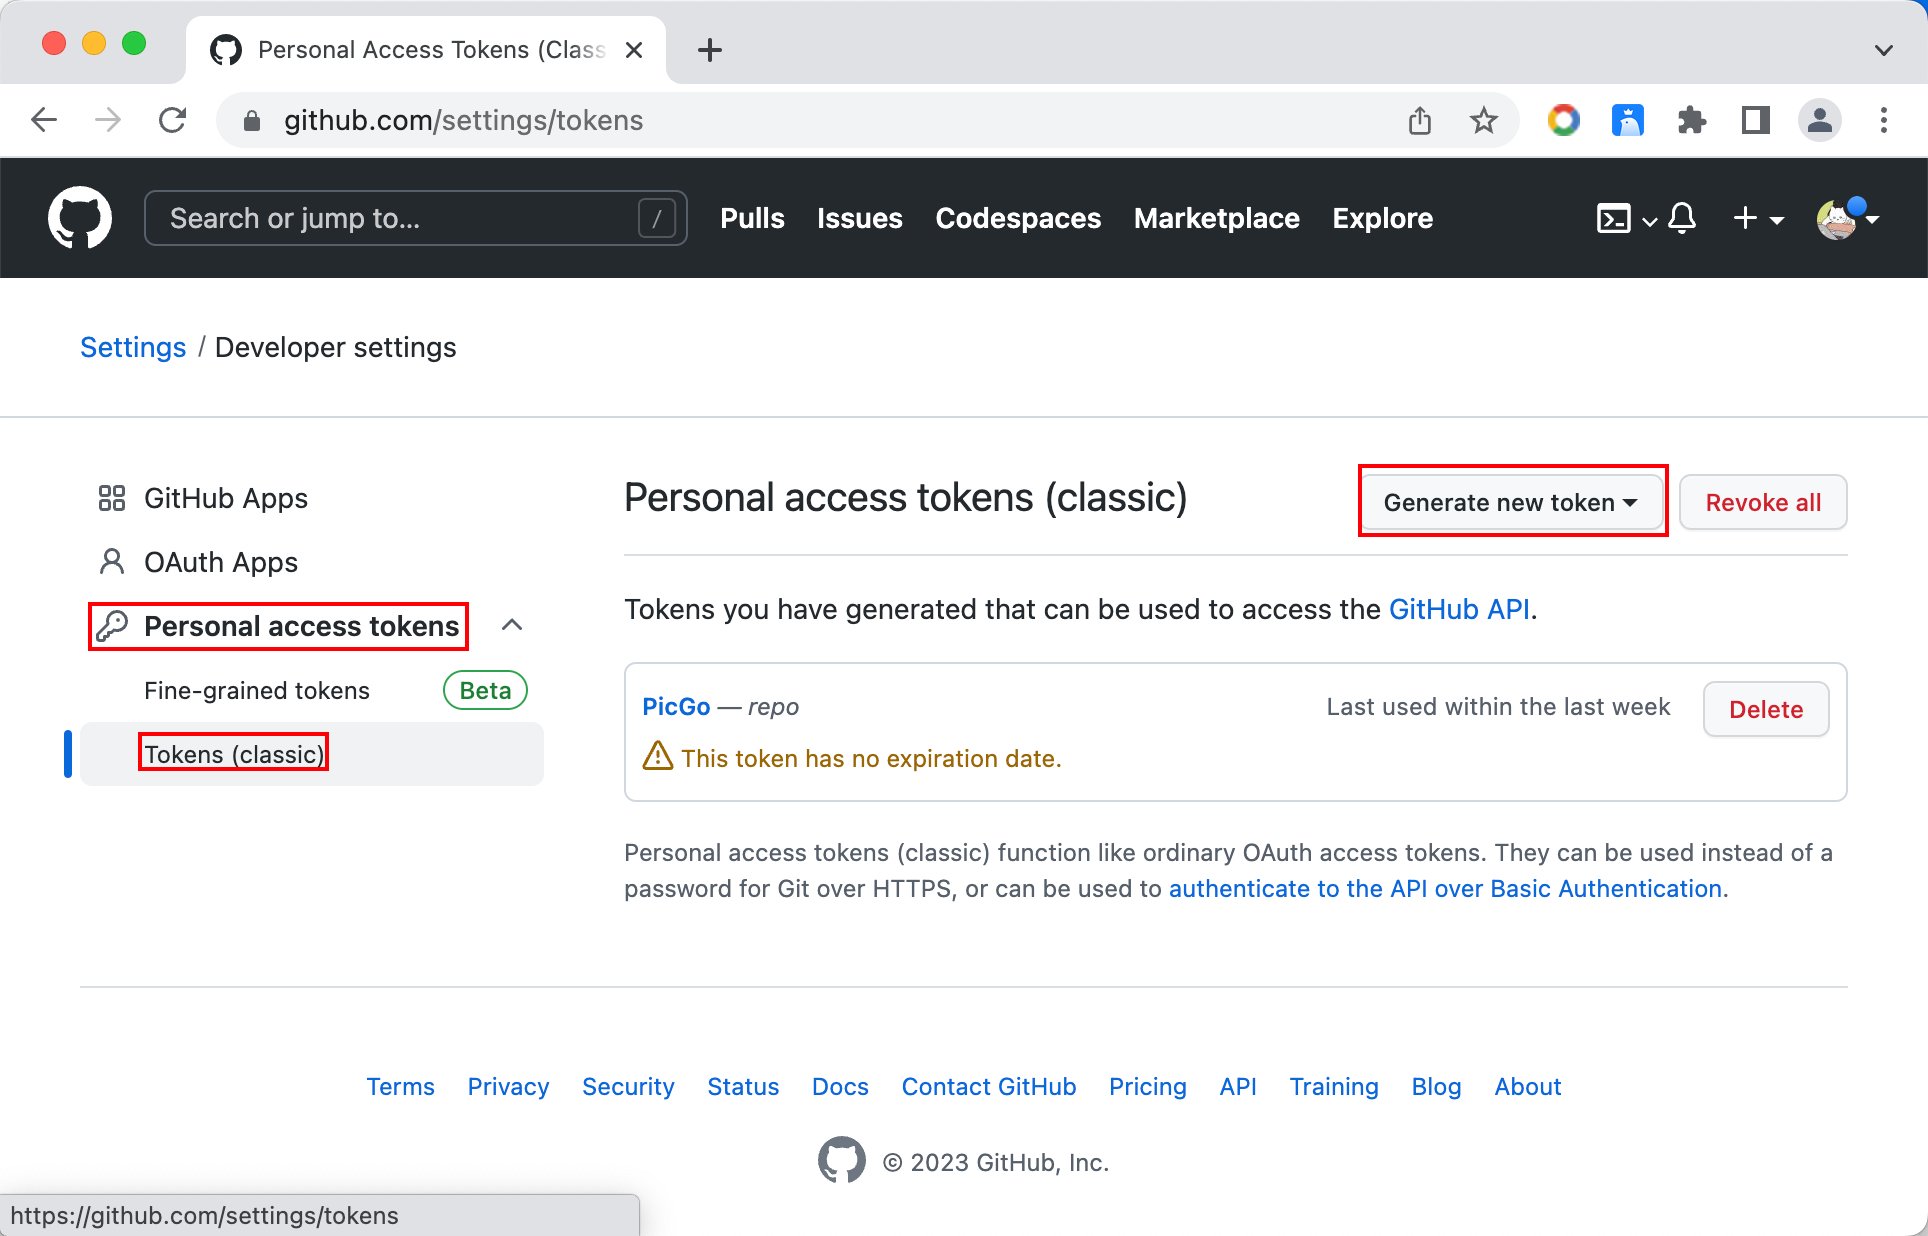 Personal Access Tokens (Class
github.com/settings/tokens
Search or jump to... /
Pulls Issues Codespaces Marketplace Explore
Settings / Developer settings
GitHub Apps
OAuth Apps
Personal access tokens
Fine-grained tokens Beta
Tokens (classic)
Personal access tokens (classic)
Generate new token
Revoke all
Tokens you have generated that can be used to access the GitHub API.
PicGo — repo
Last used within the last week
Delete
This token has no expiration date.
Personal access tokens (classic) function like ordinary OAuth access tokens. They can be used instead of a
password for Git over HTTPS, or can be used to authenticate to the API over Basic Authentication.
Terms Privacy Security Status Docs Contact GitHub Pricing API Training Blog About
© 2023 GitHub, Inc.
https://github.com/settings/tokens